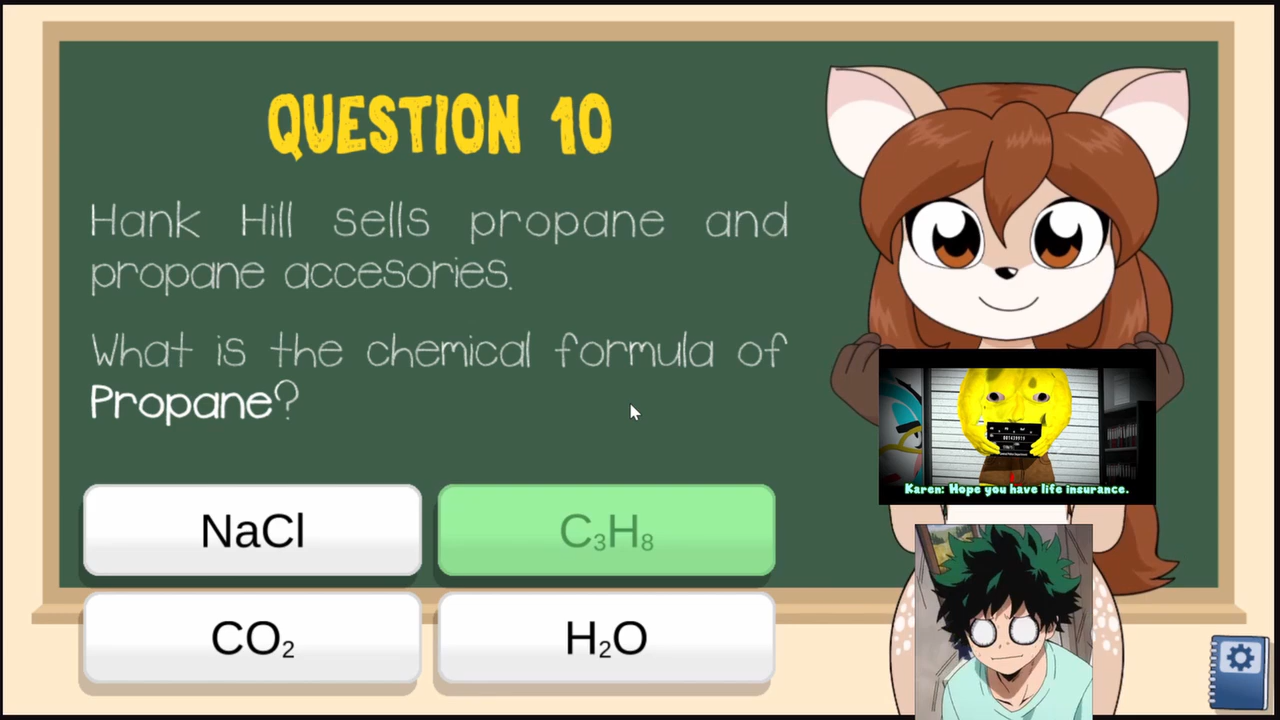 QUESTION 10
Hank Hill sells propane and
propane accesories.
What is the chemical formula of
Propane?
NaCl
C₃H₈
CO₂
H₂O
Karen: Hope you have life insurance.